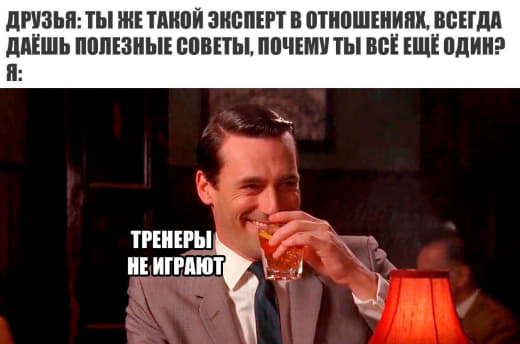 ДРУЗЬЯ: ТЫ ЖЕ ТАКОЙ ЭКСПЕРТ В ОТНОШЕНИЯХ, ВСЕГДА
ДАЁШЬ ПОЛЕЗНЫЕ СОВЕТЫ, ПОЧЕМУ ТЫ ВСЁ ЕЩЁ ОДИН?
Я:
ТРЕНЕРЫ
НЕ ИГРАЮТ